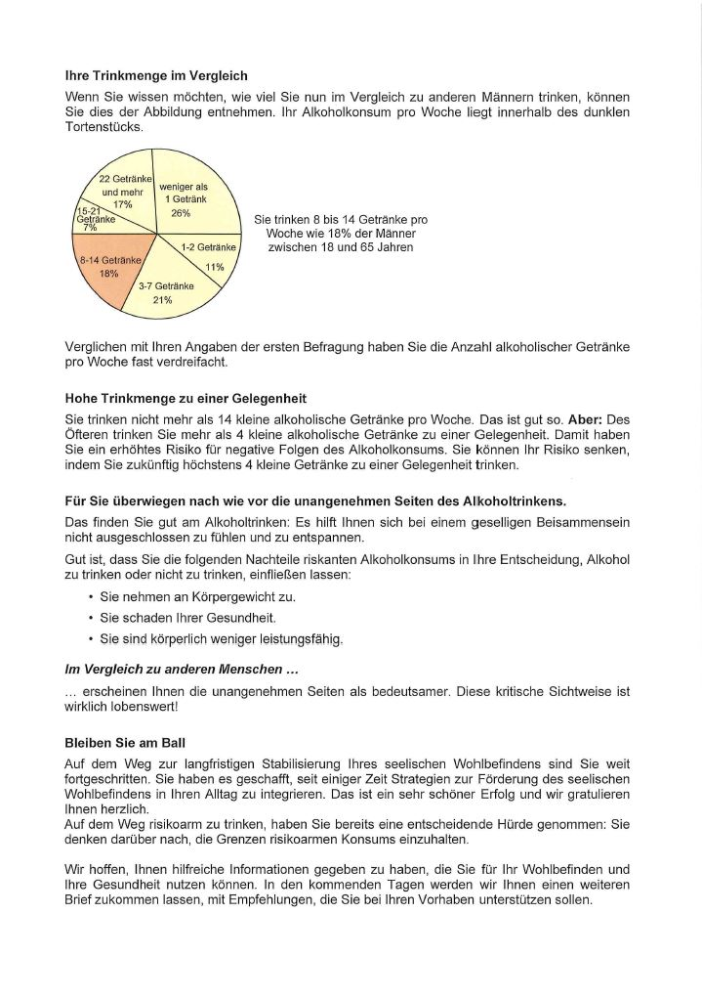 Ihre Trinkmenge im Vergleich
Wenn Sie wissen möchten, wie viel Sie nun im Vergleich zu anderen Männern trinken, können
Sie dies der Abbildung entnehmen. Ihr Alkoholkonsum pro Woche liegt innerhalb des dunklen
Tortenstücks.
22 Getränke
und mehr
17%
weniger als
1 Getränk
26%
15-21
Getränke
7%
1-2 Getränke
11%
8-14 Getränke
18%
3-7 Getränke
21%
Sie trinken 8 bis 14 Getränke pro
Woche wie 18% der Männer
zwischen 18 und 65 Jahren
Verglichen mit Ihren Angaben der ersten Befragung haben Sie die Anzahl alkoholischer Getränke
pro Woche fast verdreifacht.
Hohe Trinkmenge zu einer Gelegenheit
Sie trinken nicht mehr als 14 kleine alkoholische Getränke pro Woche. Das ist gut so. Aber: Des
Öfteren trinken Sie mehr als 4 kleine alkoholische Getränke zu einer Gelegenheit. Damit haben
Sie ein erhöhtes Risiko für negative Folgen des Alkoholkonsums. Sie können Ihr Risiko senken,
indem Sie zukünftig höchstens 4 kleine Getränke zu einer Gelegenheit trinken.
Für Sie überwiegen nach wie vor die unangenehmen Seiten des Alkoholtrinkens.
Das finden Sie gut am Alkoholtrinken: Es hilft Ihnen sich bei einem geselligen Beisammensein
nicht ausgeschlossen zu fühlen und zu entspannen.
Gut ist, dass Sie die folgenden Nachteile riskanten Alkoholkonsums in Ihre Entscheidung, Alkohol
zu trinken oder nicht zu trinken, einfließen lassen:
• Sie nehmen an Körpergewicht zu.
• Sie schaden Ihrer Gesundheit.
• Sie sind körperlich weniger leistungsfähig.
Im Vergleich zu anderen Menschen …
… erscheinen Ihnen die unangenehmen Seiten als bedeutsamer. Diese kritische Sichtweise ist
wirklich lobenswert!
Bleiben Sie am Ball
Auf dem Weg zur langfristigen Stabilisierung Ihres seelischen Wohlbefindens sind Sie weit
fortgeschritten. Sie haben es geschafft, seit einiger Zeit Strategien zur Förderung des seelischen
Wohlbefindens in Ihren Alltag zu integrieren. Das ist ein sehr schöner Erfolg und wir gratulieren
Ihnen herzlich.
Auf dem Weg risikoarm zu trinken, haben Sie bereits eine entscheidende Hürde genommen: Sie
denken darüber nach, die Grenzen risikoarmen Konsums einzuhalten.
Wir hoffen, Ihnen hilfreiche Informationen gegeben zu haben, die Sie für Ihr Wohlbefinden und
Ihre Gesundheit nutzen können. In den kommenden Tagen werden wir Ihnen einen weiteren
Brief zukommen lassen, mit Empfehlungen, die Sie bei Ihren Vorhaben unterstützen sollen.